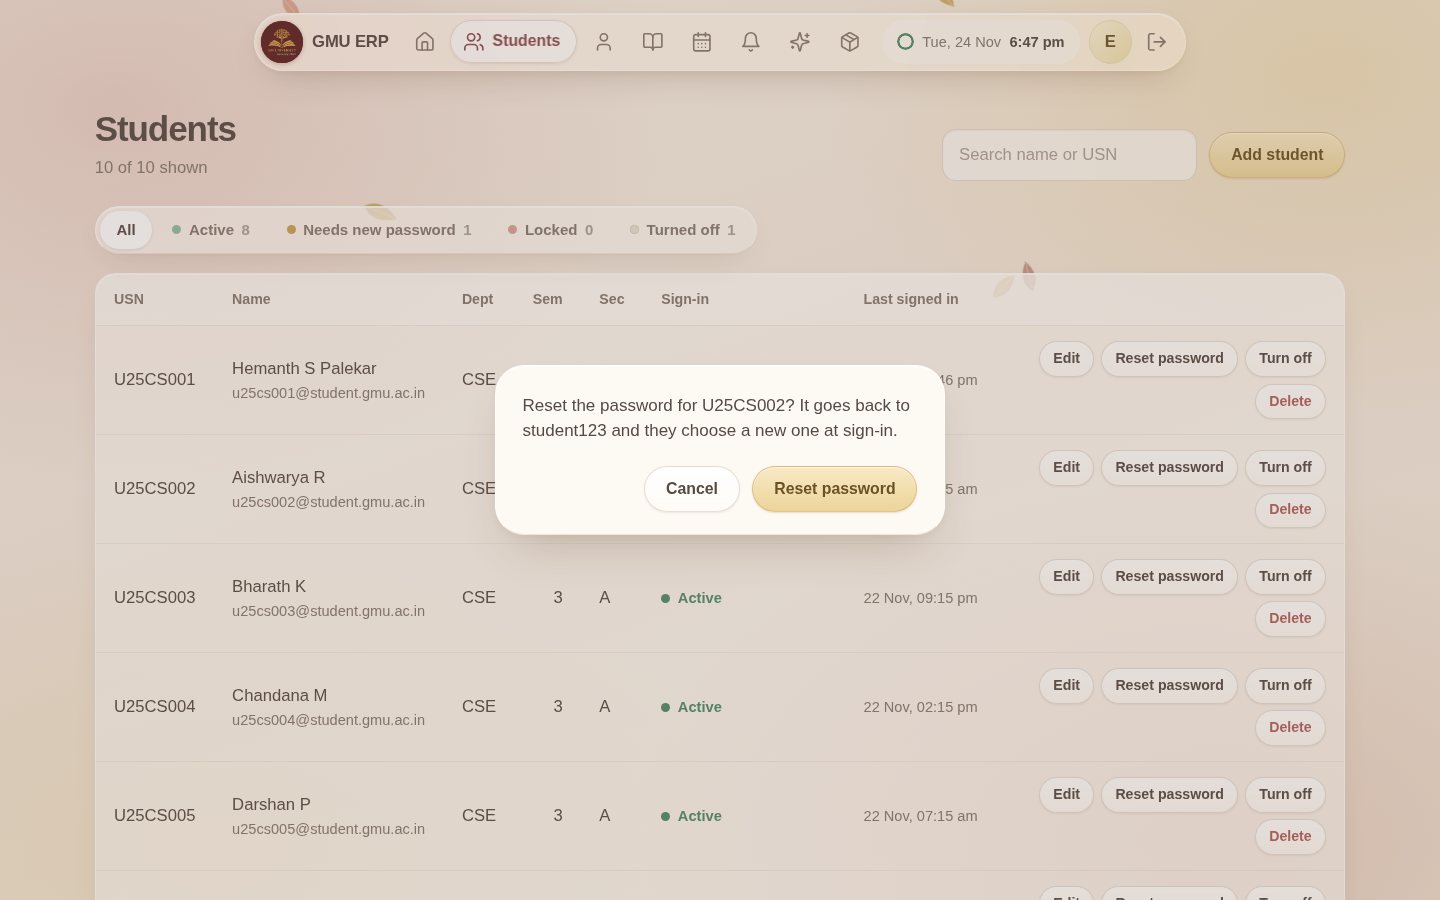 GMU ERP
Students
Tue, 24 Nov 6:47 pm
E
Students
10 of 10 shown
Search name or USN
Add student
All
Active 8
Needs new password 1
Locked 0
Turned off 1
USN Name Dept Sem Sec Sign-in Last signed in
U25CS001
Hemanth S Palekar
u25cs001@student.gmu.ac.in
CSE
46 pm
Edit Reset password Turn off
Delete
Reset the password for U25CS002? It goes back to
student123 and they choose a new one at sign-in.
Cancel Reset password
U25CS002
Aishwarya R
u25cs002@student.gmu.ac.in
CSE
5 am
Edit Reset password Turn off
Delete
U25CS003
Bharath K
u25cs003@student.gmu.ac.in
CSE 3 A Active 22 Nov, 09:15 pm
Edit Reset password Turn off
Delete
U25CS004
Chandana M
u25cs004@student.gmu.ac.in
CSE 3 A Active 22 Nov, 02:15 pm
Edit Reset password Turn off
Delete
U25CS005
Darshan P
u25cs005@student.gmu.ac.in
CSE 3 A Active 22 Nov, 07:15 am
Edit Reset password Turn off
Delete